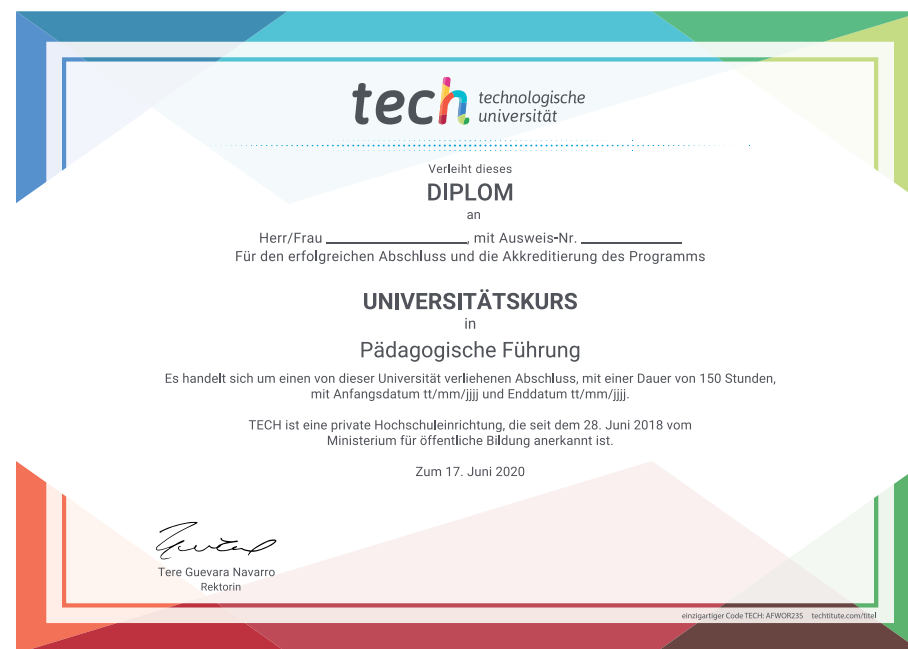 tech technologische
universität
Verleiht dieses
DIPLOM
an
Herr/Frau ____________, mit Ausweis-Nr. ____________
Für den erfolgreichen Abschluss und die Akkreditierung des Programms
UNIVERSITÄTSKURS
in
Pädagogische Führung
Es handelt sich um einen von dieser Universität verliehenen Abschluss, mit einer Dauer von 150 Stunden,
mit Anfangsdatum tt/mm/jjjj und Enddatum tt/mm/jjjj.
TECH ist eine private Hochschuleinrichtung, die seit dem 28. Juni 2018 vom
Ministerium für öffentliche Bildung anerkannt ist.
Zum 17. Juni 2020
Tere Guevara Navarro
Rektorin
einzigartiger Code TECH: AFWOR23S techtitute.com/titel